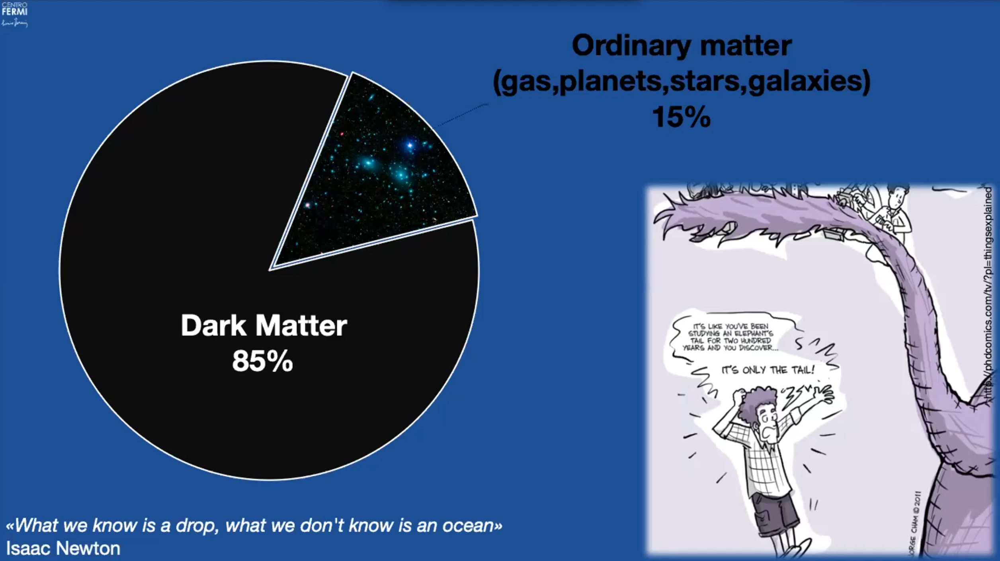 CENTRO
FERMI
Ordinary matter
(gas,planets,stars,galaxies)
15%
Dark Matter
85%
IT'S LIKE YOU'VE BEEN
STUDYING AN ELEPHANT'S
TAIL FOR TWO HUNDRED
YEARS AND YOU DISCOVER...
IT'S ONLY THE TAIL!
http://phdcomics.com/tv/?pl=thingsexplained
ORGE CHAM © 2011
«What we know is a drop, what we don't know is an ocean»
Isaac Newton